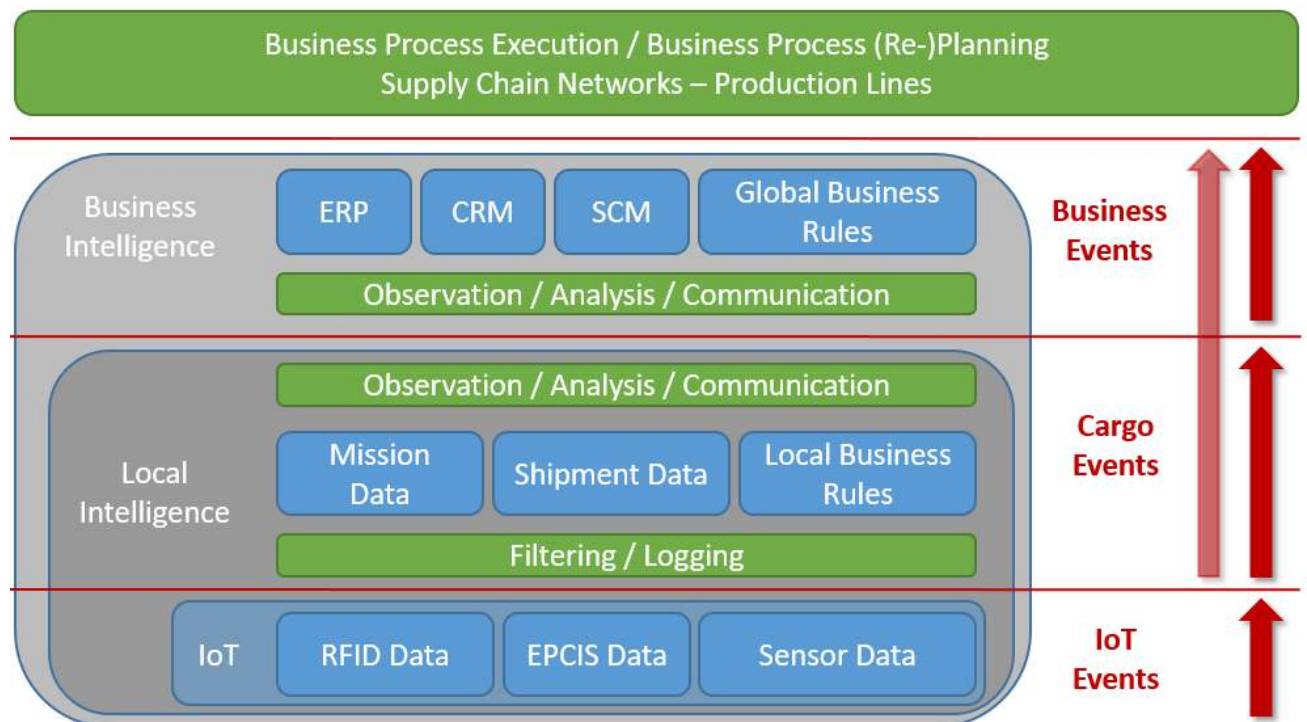 Business Process Execution / Business Process (Re-)Planning
Supply Chain Networks – Production Lines
Business
Intelligence
ERP
CRM
SCM
Global Business
Rules
Business
Events
Observation / Analysis / Communication
Observation / Analysis / Communication
Local
Intelligence
Mission
Data
Shipment Data
Local Business
Rules
Cargo
Events
Filtering / Logging
IoT
RFID Data
EPCIS Data
Sensor Data
IoT
Events